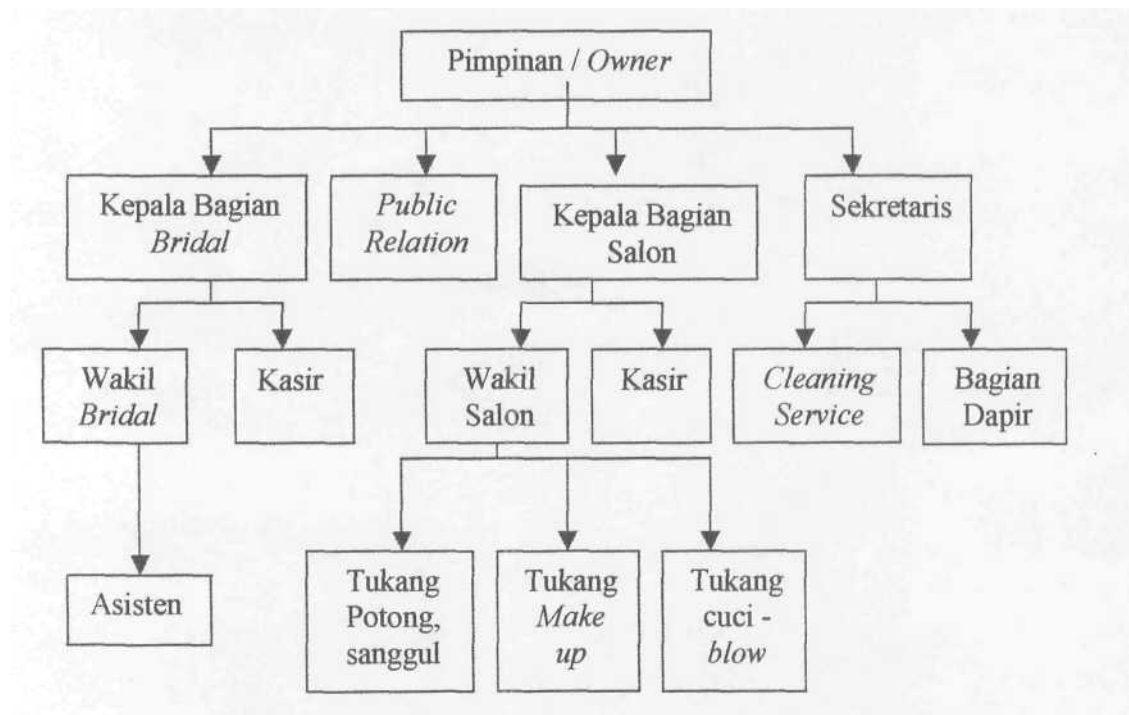 Pimpinan / Owner
Kepala Bagian
Bridal
Public
Relation
Kepala Bagian
Salon
Sekretaris
Wakil
Bridal
Kasir
Wakil
Salon
Kasir
Cleaning
Service
Bagian
Dapir
Asisten
Tukang
Potong,
sanggul
Tukang
Make
up
Tukang
cuci -
blow